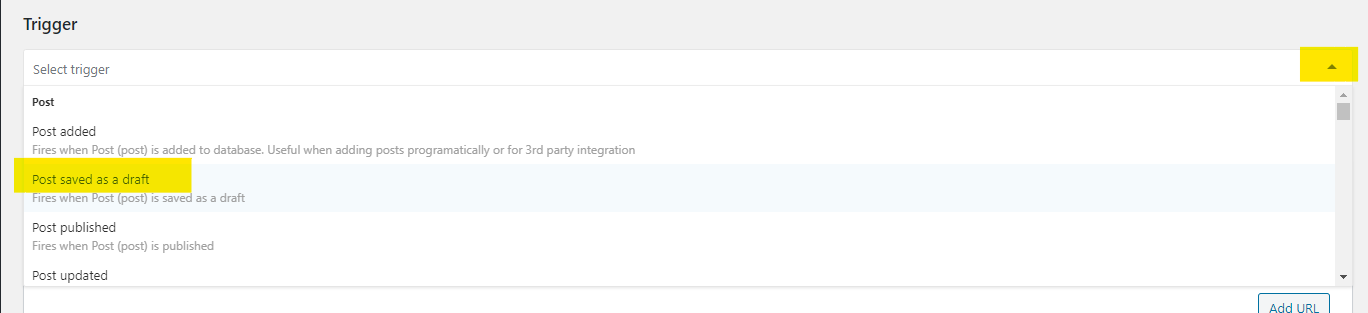 Trigger
Select trigger
Post
Post added
Fires when Post (post) is added to database. Useful when adding posts programatically or for 3rd party integration
Post saved as a draft
Fires when Post (post) is saved as a draft
Post published
Fires when Post (post) is published
Post updated
Add URL